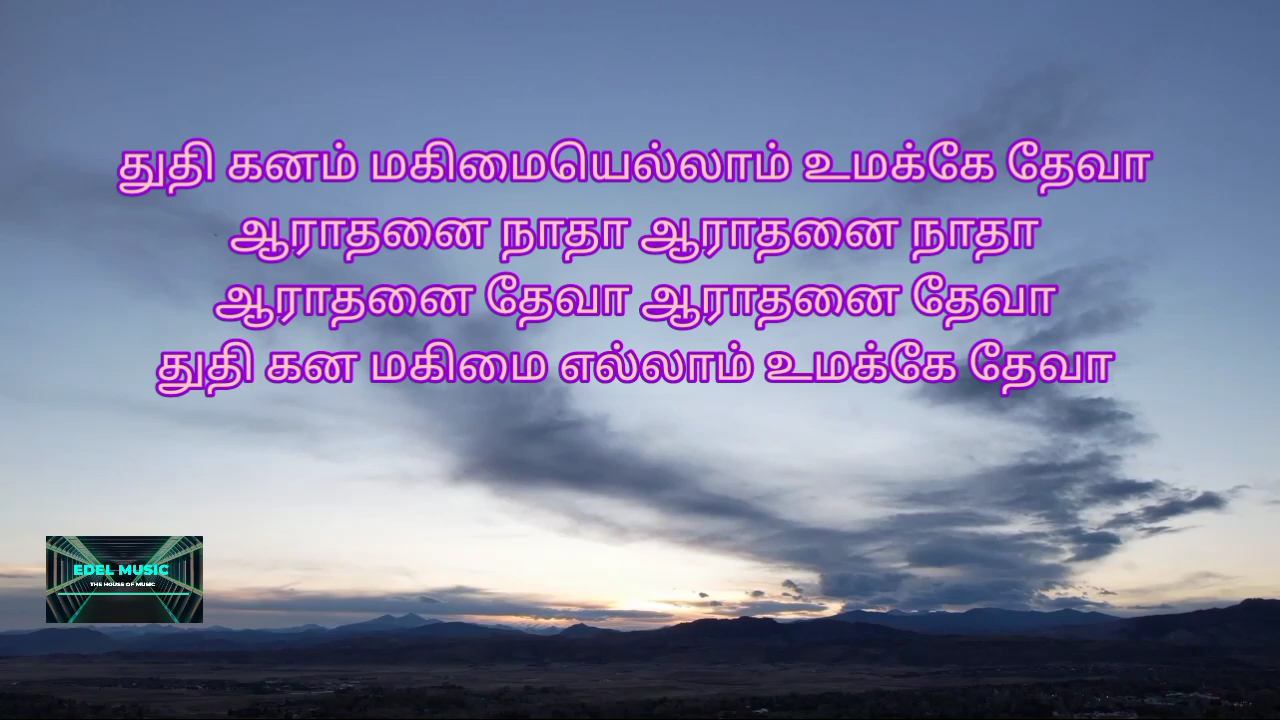 துதி கனம் மகிமையெல்லாம் உமக்கே தேவா
ஆராதனை நாதா ஆராதனை நாதா
ஆராதனை தேவா ஆராதனை தேவா
துதி கன மகிமை எல்லாம் உமக்கே தேவா
EDEL MUSIC
THE HOUSE OF MUSIC